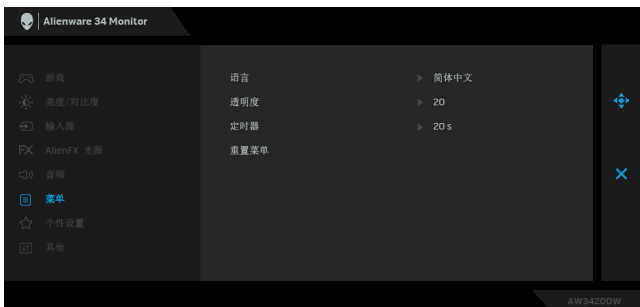 Alienware 34 Monitor
游戏
语言 简体中文
亮度/对比度
透明度 20
输入源
定时器 20 s
AlienFX 光源
重置菜单
音频
菜单
个性设置
其他
AW3420DW